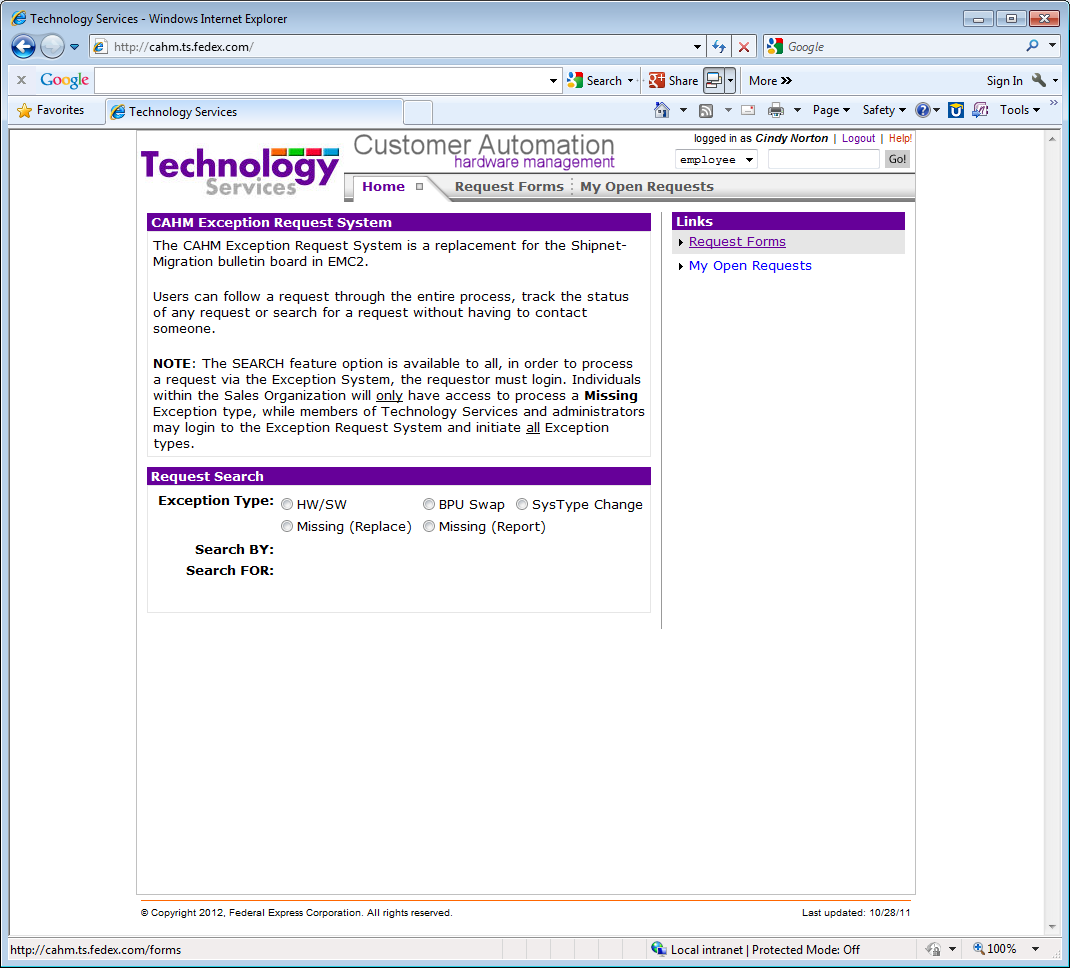 Technology Services - Windows Internet Explorer
http://cahm.ts.fedex.com/
Google
Google
Search
Share
More
Sign In
Favorites
Technology Services
Page
Safety
Tools
Technology
Services
Customer Automation
hardware management
logged in as Cindy Norton | Logout | Help!
employee
Go!
Home
Request Forms
My Open Requests
CAHM Exception Request System
The CAHM Exception Request System is a replacement for the Shipnet-
Migration bulletin board in EMC2.
Users can follow a request through the entire process, track the status
of any request or search for a request without having to contact
someone.
NOTE: The SEARCH feature option is available to all, in order to process
a request via the Exception System, the requestor must login. Individuals
within the Sales Organization will only have access to process a Missing
Exception type, while members of Technology Services and administrators
may login to the Exception Request System and initiate all Exception
types.
Links
Request Forms
My Open Requests
Request Search
Exception Type: HW/SW BPU Swap SysType Change
Missing (Replace) Missing (Report)
Search BY:
Search FOR:
© Copyright 2012, Federal Express Corporation. All rights reserved.
Last updated: 10/28/11
http://cahm.ts.fedex.com/forms
Local intranet | Protected Mode: Off
100%